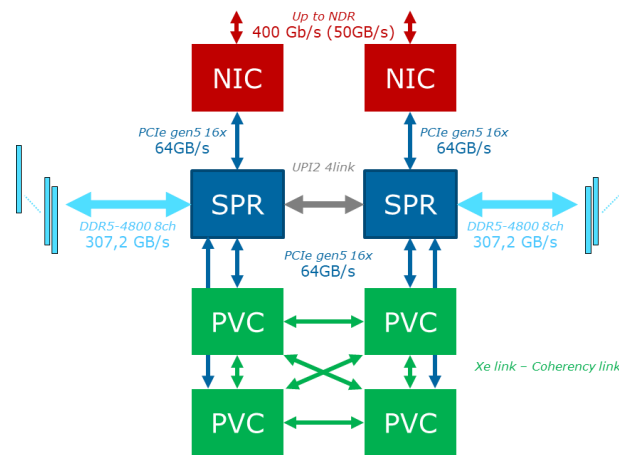 Up to NDR
400 Gb/s (50GB/s)
NIC
NIC
PCIe gen5 16x
64GB/s
PCIe gen5 16x
64GB/s
UPI2 4link
SPR
SPR
DDR5-4800 8ch
307,2 GB/s
DDR5-4800 8ch
307,2 GB/s
PCIe gen5 16x
64GB/s
PVC
PVC
Xe link – Coherency link
PVC
PVC